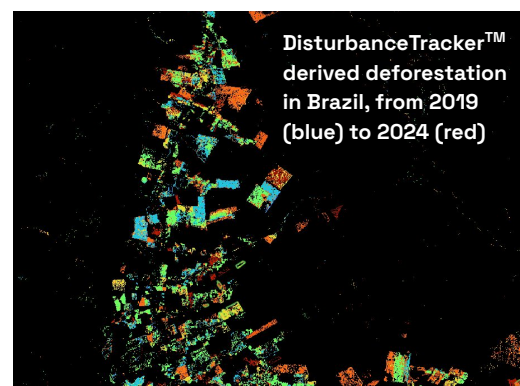 DisturbanceTracker™
derived deforestation
in Brazil, from 2019
(blue) to 2024 (red)